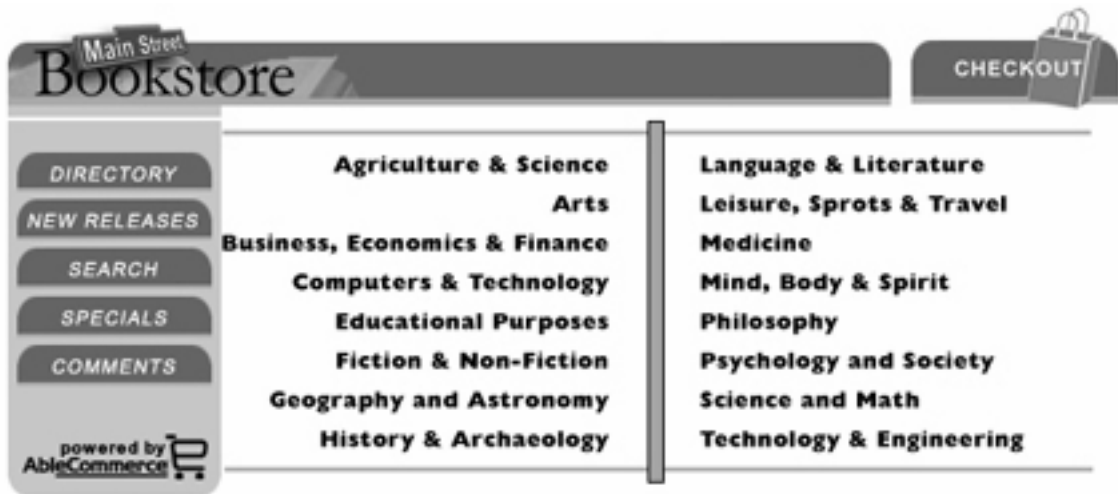 Main Street
Bookstore
CHECKOUT
DIRECTORY
NEW RELEASES
SEARCH
SPECIALS
COMMENTS
powered by
AbleCommerce
Agriculture & Science
Arts
Business, Economics & Finance
Computers & Technology
Educational Purposes
Fiction & Non-Fiction
Geography and Astronomy
History & Archaeology
Language & Literature
Leisure, Sprots & Travel
Medicine
Mind, Body & Spirit
Philosophy
Psychology and Society
Science and Math
Technology & Engineering